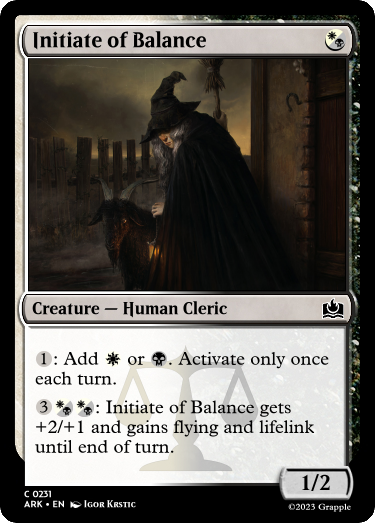 Initiate of Balance
Creature — Human Cleric
1: Add or . Activate only once
each turn.
3 : Initiate of Balance gets
+2/+1 and gains flying and lifelink
until end of turn.
1/2
C 0231
ARK • EN Igor Krstic
©2023 Grapple